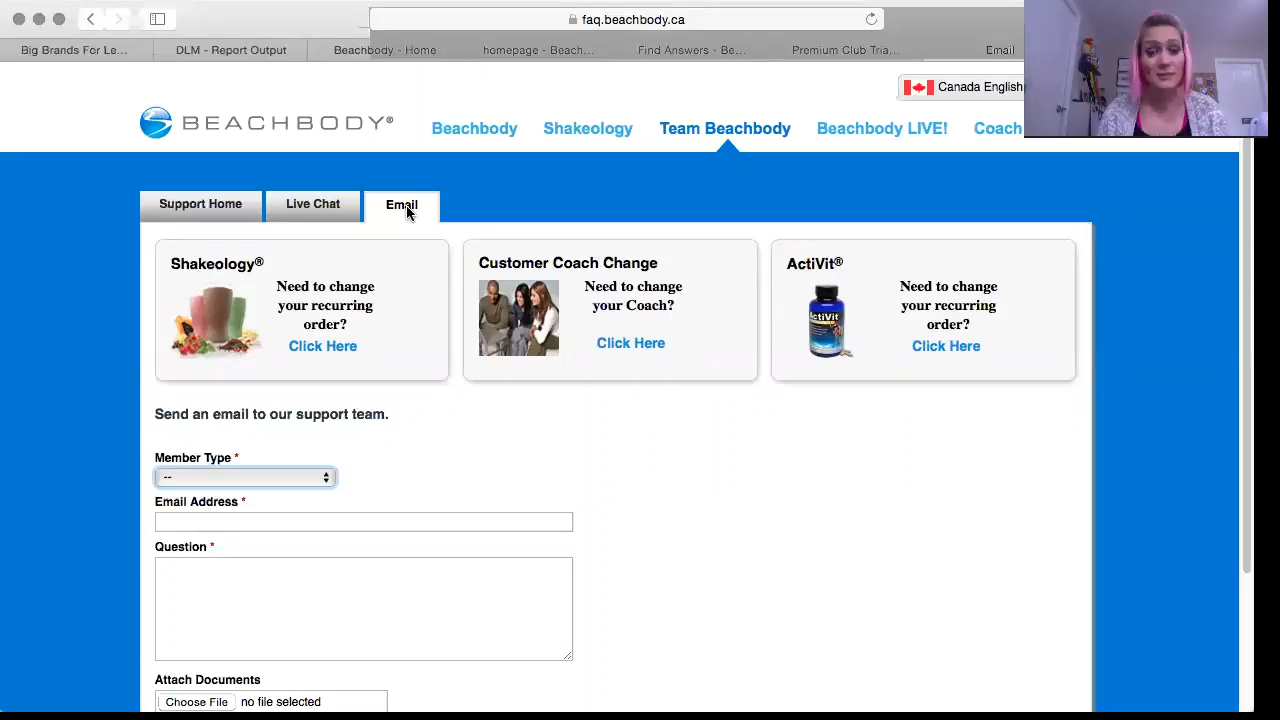 faq.beachbody.ca
Big Brands For Le...
DLM - Report Output
Beachbody - Home
homepage - Beach...
Find Answers - Be...
Premium Club Tria...
Email
Canada English
BEACHBODY®
Beachbody
Shakeology
Team Beachbody
Beachbody LIVE!
Coach
Support Home
Live Chat
Email
Shakeology®
Need to change
your recurring
order?
Click Here
Customer Coach Change
Need to change
your Coach?
Click Here
ActiVit®
ActiVit
Need to change
your recurring
order?
Click Here
Send an email to our support team.
Member Type *
--
Email Address *
Question *
Attach Documents
Choose File no file selected